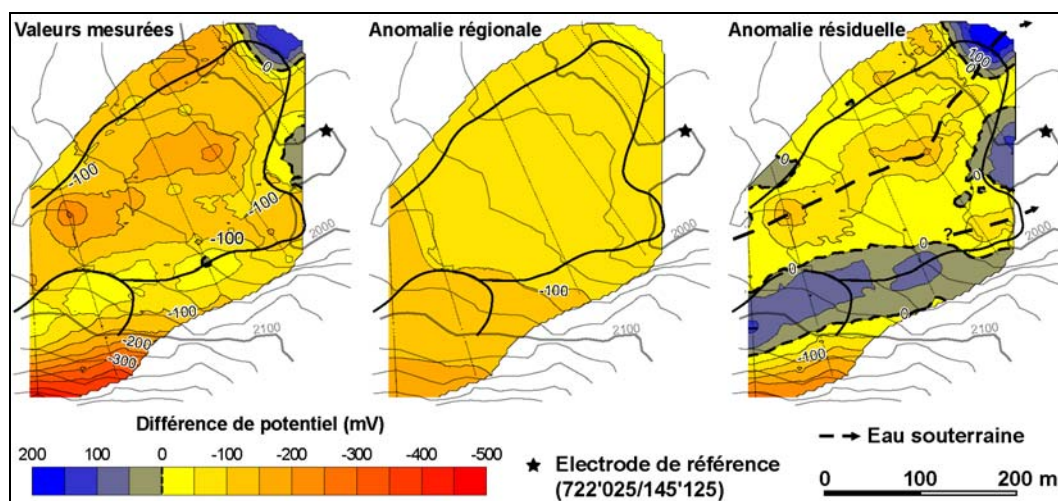 Valeurs mesurées
Anomalie régionale
Anomalie résiduelle
0
-100
-100
-100
2000
-100
-200
-300
2100
-100
2100
100
0
0
0
?
0
2000
0
0
-100
2100
Différence de potentiel (mV)
200 100 0 -100 -200 -300 -400 -500
Electrode de référence
(722'025/145'125)
Eau souterraine
0 100 200 m